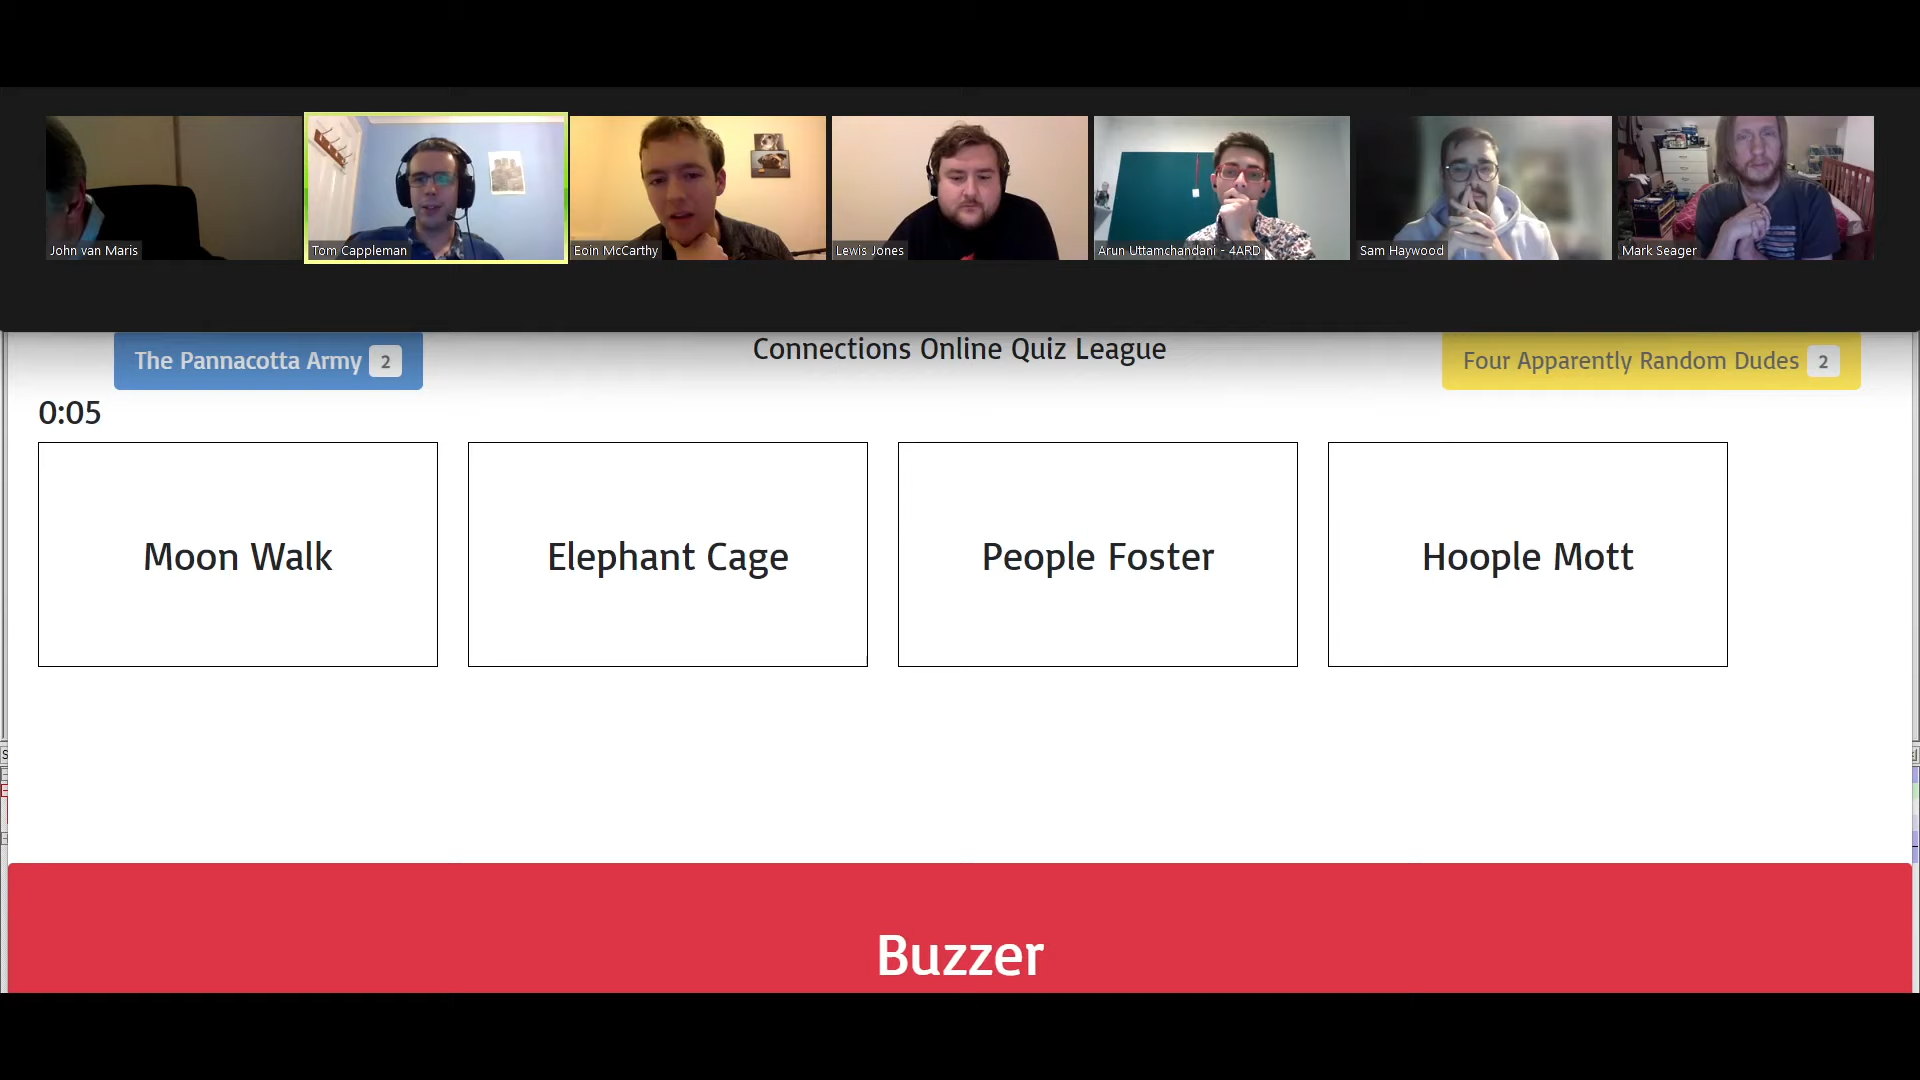 John van Maris
Tom Cappleman
Eoin McCarthy
Lewis Jones
Arun Uttamchandani - 4ARD
Sam Haywood
Mark Seager
The Pannacotta Army 2
Connections Online Quiz League
Four Apparently Random Dudes 2
0:05
Moon Walk
Elephant Cage
People Foster
Hoople Mott
Buzzer